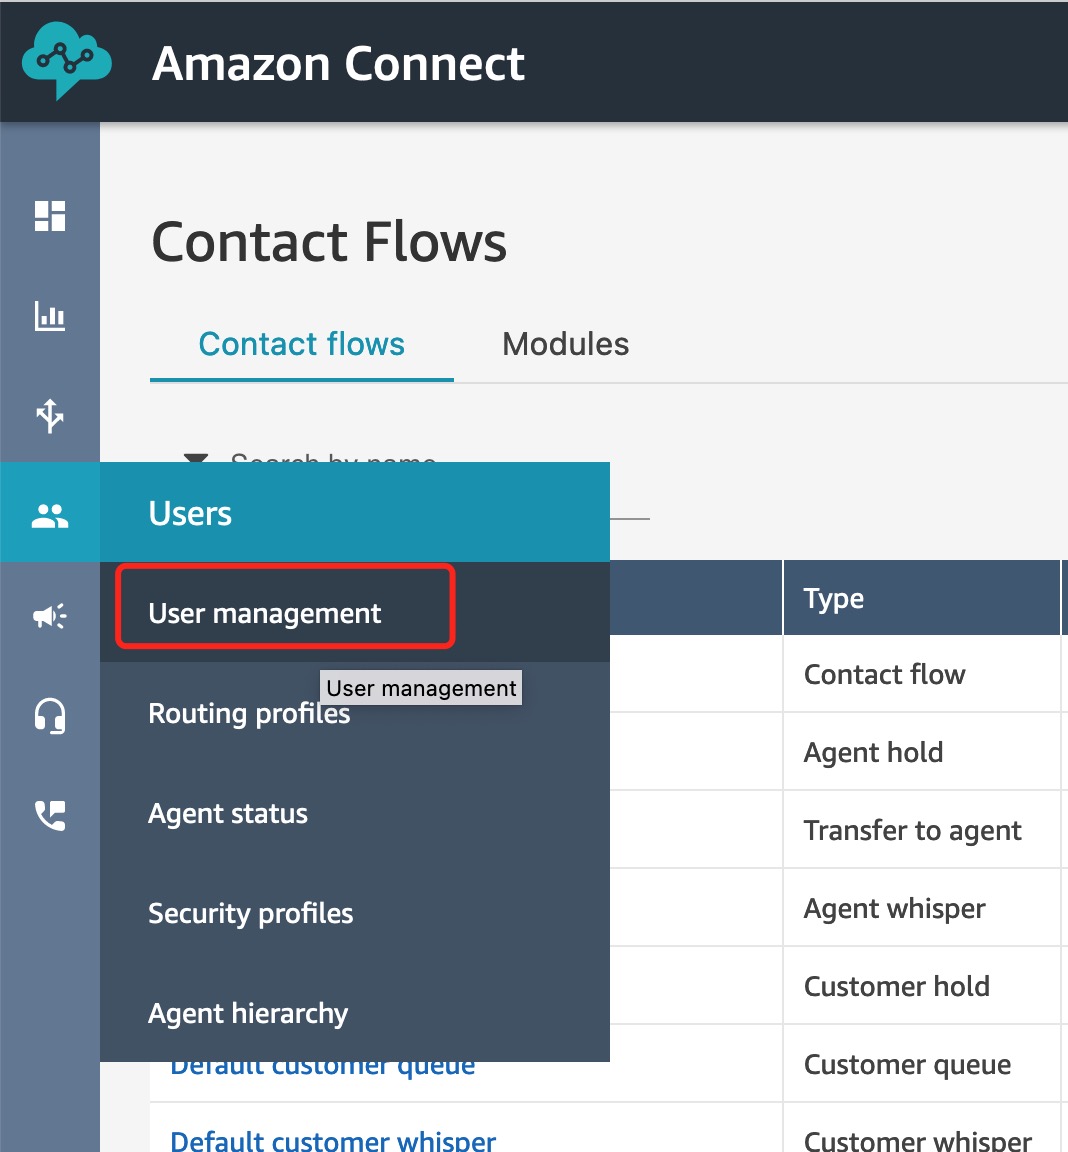 Amazon Connect
Contact Flows
Contact flows
Modules
Search by name
Users
User management
User management
Routing profiles
Agent status
Security profiles
Agent hierarchy
Type
Contact flow
Agent hold
Transfer to agent
Agent whisper
Customer hold
Default customer queue
Customer queue
Default customer whisper
Customer whisper